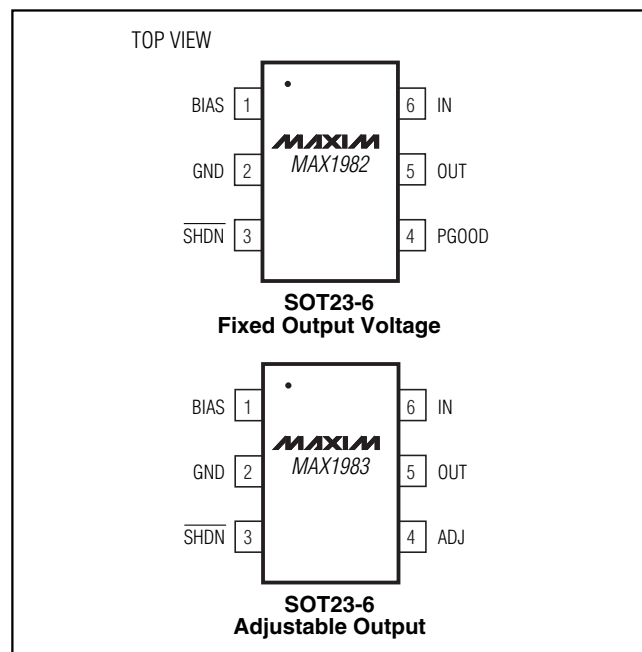 TOP VIEW
BIAS 1 6 IN
MAXIM
MAX1982
GND 2 5 OUT
SHDN 3 4 PGOOD
SOT23-6
Fixed Output Voltage
BIAS 1 6 IN
MAXIM
MAX1983
GND 2 5 OUT
SHDN 3 4 ADJ
SOT23-6
Adjustable Output